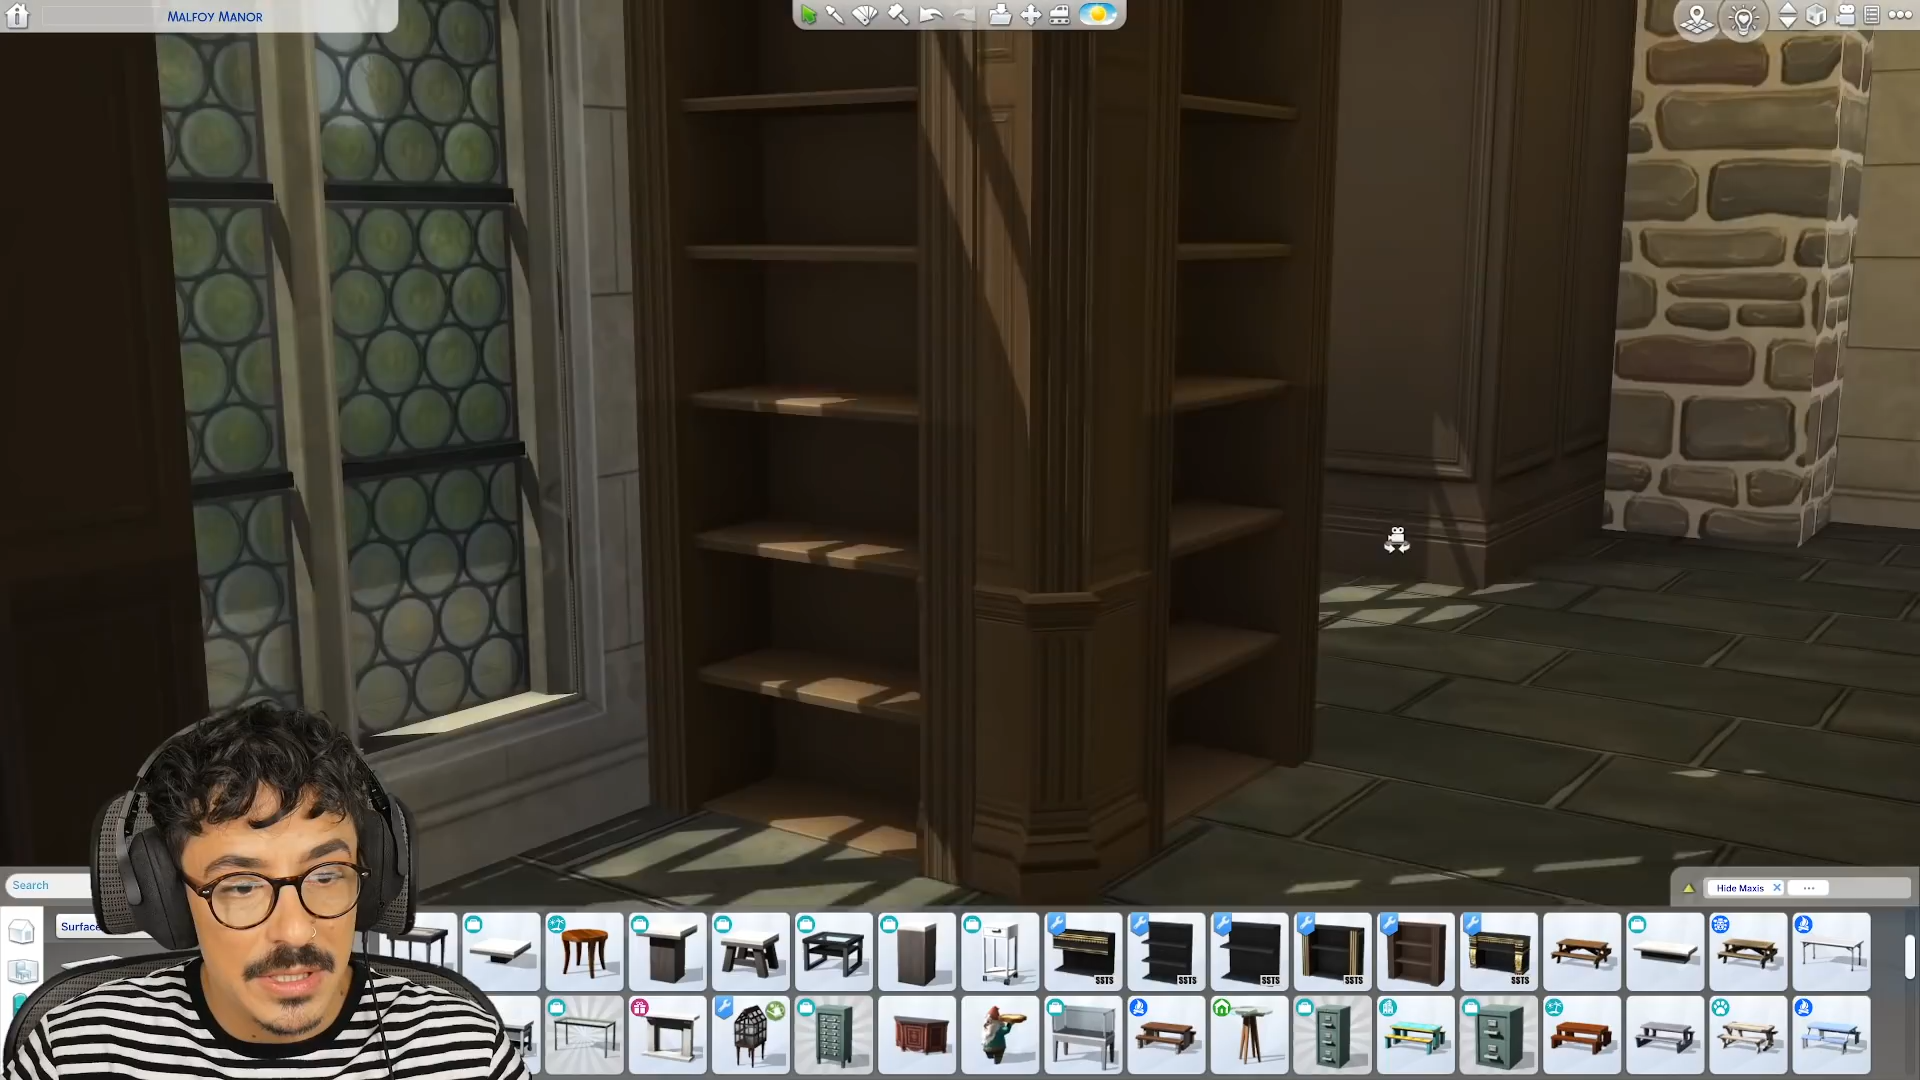 MALFOY MANOR
Search
Hide Maxis
Surface
SSTS
SSTS
SSTS
SSTS
SSTS